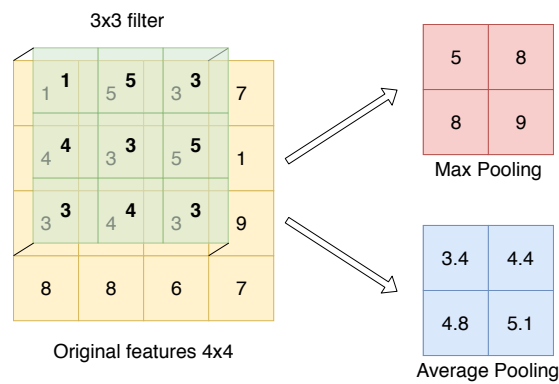 3x3 filter
1 1 5 5 3 3 7
4 4 3 3 5 5 1
3 3 4 4 3 3 9
8 8 6 7
Original features 4x4
5 8
8 9
Max Pooling
3.4 4.4
4.8 5.1
Average Pooling